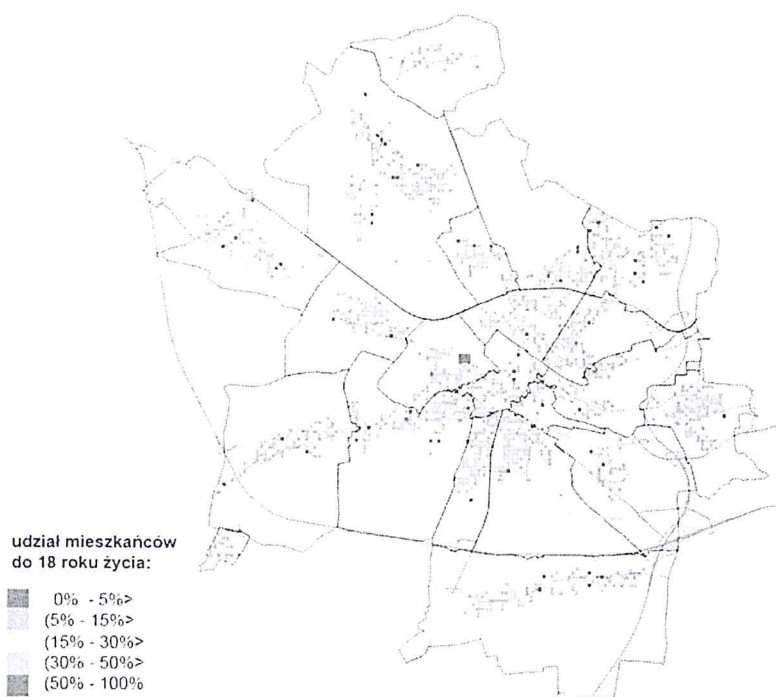 udział mieszkańców
do 18 roku życia:
0% - 5%>
(5% - 15%>
(15% - 30%>
(30% - 50%>
(50% - 100%